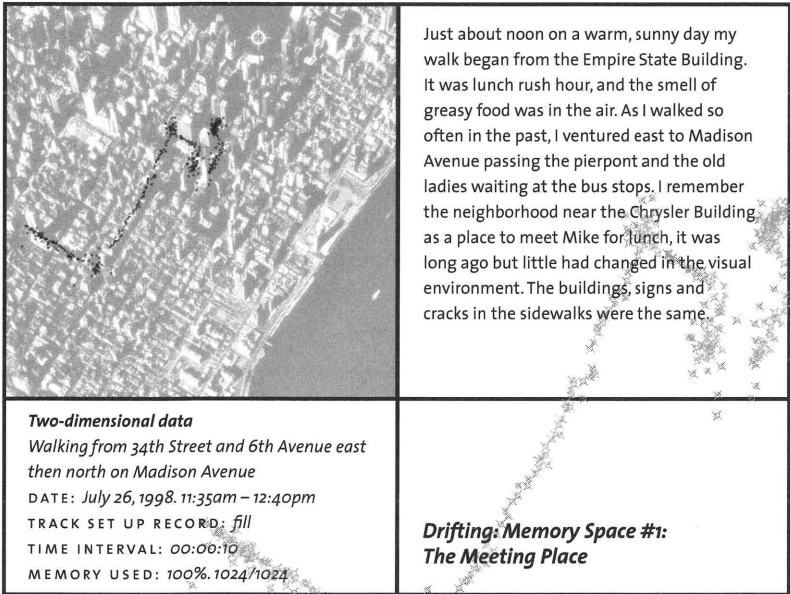 Just about noon on a warm, sunny day my
walk began from the Empire State Building.
It was lunch rush hour, and the smell of
greasy food was in the air. As I walked so
often in the past, I ventured east to Madison
Avenue passing the pierpont and the old
ladies waiting at the bus stops. I remember
the neighborhood near the Chrysler Building
as a place to meet Mike for lunch, it was
long ago but little had changed in the visual
environment. The buildings, signs and
cracks in the sidewalks were the same.
Two-dimensional data
Walking from 34th Street and 6th Avenue east
then north on Madison Avenue
DATE: July 26, 1998. 11:35am – 12:40pm
TRACK SET UP RECORD: fill
TIME INTERVAL: 00:00:10
MEMORY USED: 100%. 1024/1024
Drifting: Memory Space #1:
The Meeting Place